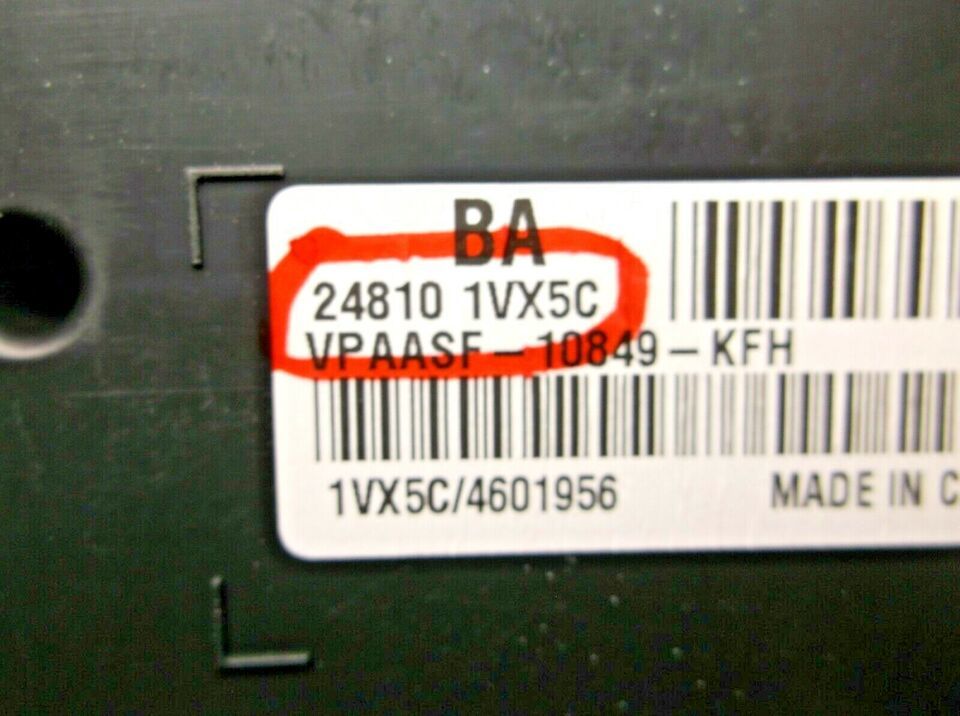 BA
24810 1VX5C
VPAASF-10849-KFH
1VX5C/4601956
MADE IN C